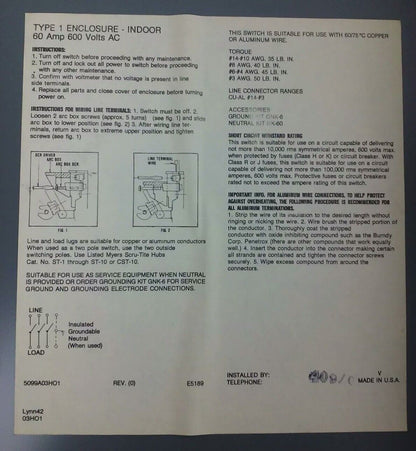 TYPE 1 ENCLOSURE - INDOOR
60 Amp 600 Volts AC
INSTRUCTIONS:
1. Turn off switch before proceeding with any maintenance.
2. Turn off and lock out all power to switch before proceeding
with any other maintenance.
3. Confirm with voltmeter that no voltage is present in line
side terminals.
4. Replace all parts and close cover of enclosure before turning
power on.
INSTRUCTIONS FOR WIRING LINE TERMINALS: 1. Switch must be off. 2.
Loosen 2 arc box screws (approx. 5 turns) (see fig. 1) and slide
arc box to lower position (see fig. 2) 3. After wiring line ter-
minals, return arc box to extreme upper position and tighten
screws (see fig. 1)
ARC BOX
ARC BOX SCR
FIG. 1
LINE TERMINAL
WIRE
FIG. 2
Line and load lugs are suitable for copper or aluminum conductors
When used as a two pole switch, use the two outside
switching poles. Use Listed Myers Scru-Tite Hubs
Cat. No. ST-1 through ST-10 or CST-10.
SUITABLE FOR USE AS SERVICE EQUIPMENT WHEN NEUTRAL
IS PROVIDED OR ORDER GROUNDING KIT GNK-6 FOR SERVICE
GROUND AND GROUNDING ELECTRODE CONNECTIONS.
LINE
Insulated
Groundable
Neutral
(When used)
LOAD
5099A03HO1 REV. (0) E5189
Lynn42
03HO1
THIS SWITCH IS SUITABLE FOR USE WITH 60/75°C COPPER
OR ALUMINUM WIRE.
TORQUE
#14-#10 AWG. 35 LB. IN.
#8 AWG. 40 LB. IN.
#6-#4 AWG. 45 LB. IN.
#3 AWG. 50 LB. IN.
LINE CONNECTOR RANGES
CU-AL #14-#3
ACCESSORIES
GROUND KIT GNK-6
NEUTRAL KIT GNK-60
SHORT CIRCUIT WITHSTAND RATING
This switch is suitable for use on a circuit capable of delivering
not more than 10,000 rms symmetrical amperes, 600 volts max.
when protected by fuses (Class H or K) or circuit breaker. With
Class R or J fuses, this switch is suitable for use on a circuit
capable of delivering not more than 100,000 rms symmetrical
amperes, 600 volts max. Protective fuses or circuit breakers
rated not to exceed the ampere rating of this switch.
IMPORTANT INFO. FOR ALUMINUM-WIRE CONNECTIONS. TO HELP PROTECT
AGAINST OVERHEATING, THE FOLLOWING PROCEDURE IS RECOMMENDED FOR
ALL ALUMINUM TERMINATIONS.
1. Strip the wire of its insulation to the desired length without
ringing or nicking the wire. 2. Wire brush the stripped portion
of the conductor. 3. Thoroughly coat the stripped
conductor with oxide inhibiting compound such as the Burndy
Corp. Penetrox (there are other compounds that work equally
well.) 4. Insert the conductor into the connector making certain
all strands are contained and tighten the connector screws
securely. 5. Wipe excess compound from around the
connectors.
INSTALLED BY:
TELEPHONE:
V
MADE IN U.S.A.